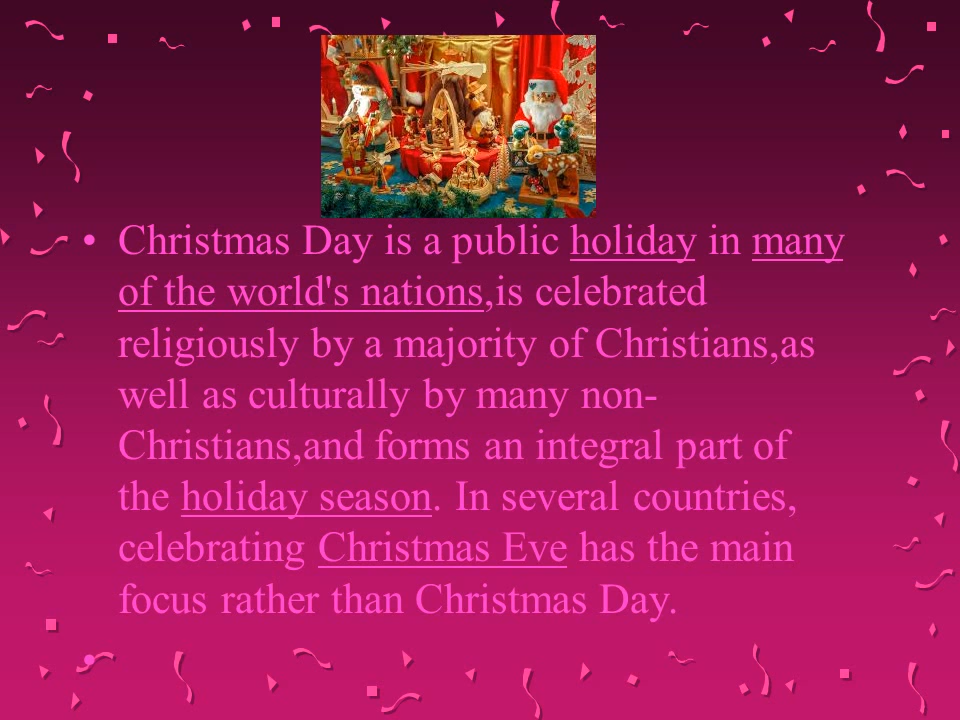 • Christmas Day is a public holiday in many
of the world's nations,is celebrated
religiously by a majority of Christians,as
well as culturally by many non-
Christians,and forms an integral part of
the holiday season. In several countries,
celebrating Christmas Eve has the main
focus rather than Christmas Day.
•